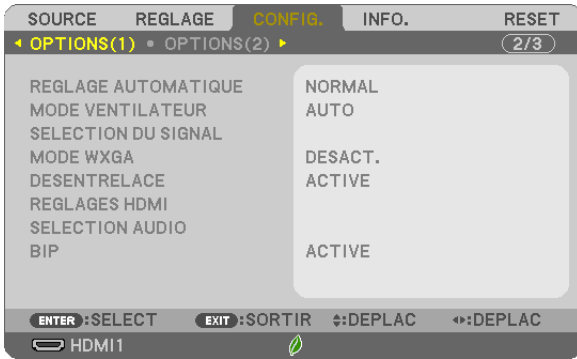 SOURCE REGLAGE CONFIG. INFO. RESET
OPTIONS(1) • OPTIONS(2) 2/3
REGLAGE AUTOMATIQUE NORMAL
MODE VENTILATEUR AUTO
SELECTION DU SIGNAL
MODE WXGA DESACT.
DESENTRELACE ACTIVE
REGLAGES HDMI
SELECTION AUDIO
BIP ACTIVE
ENTER :SELECT EXIT :SORTIR :DEPLAC :DEPLAC
HDMI1